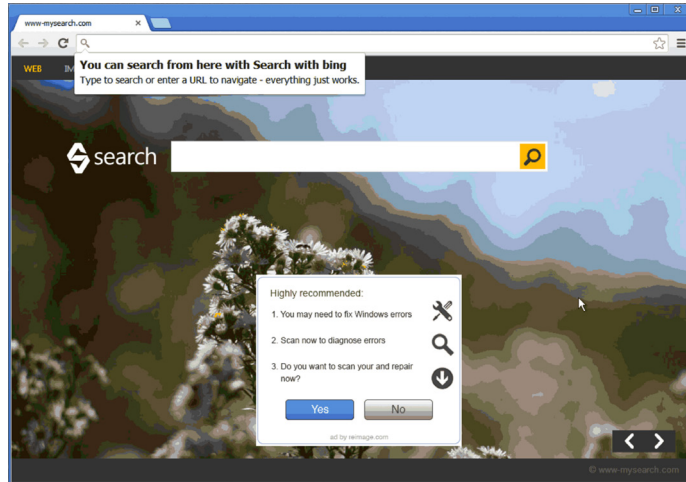 www-mysearch.com
You can search from here with Search with bing
Type to search or enter a URL to navigate - everything just works.
WEB
search
Highly recommended:
1. You may need to fix Windows errors
2. Scan now to diagnose errors
3. Do you want to scan your and repair
now?
Yes No
ad by reimage.com
© www-mysearch.com